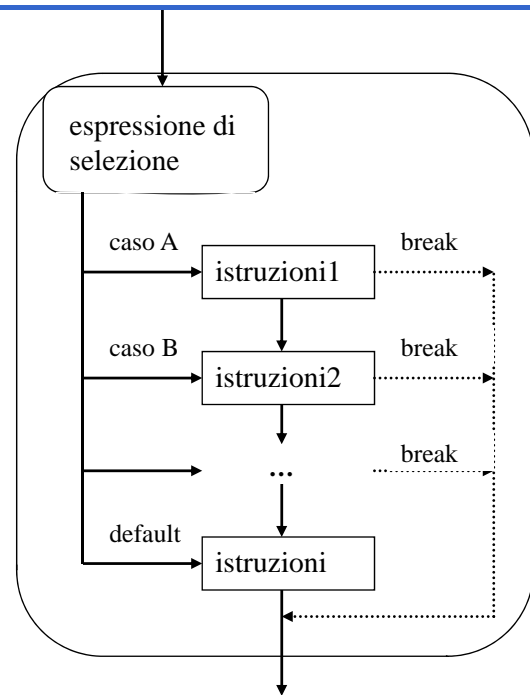 espressione di
selezione
caso A
istruzioni1
break
caso B
istruzioni2
break
...
break
default
istruzioni